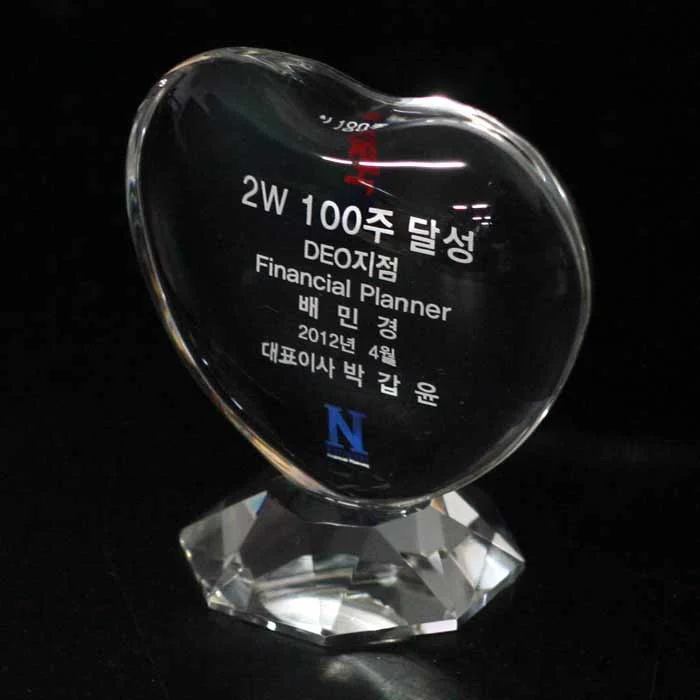 2W 100주 달성
DEO지점
Financial Planner
배 민 경
2012년 4월
대표이사 박 갑 윤
N